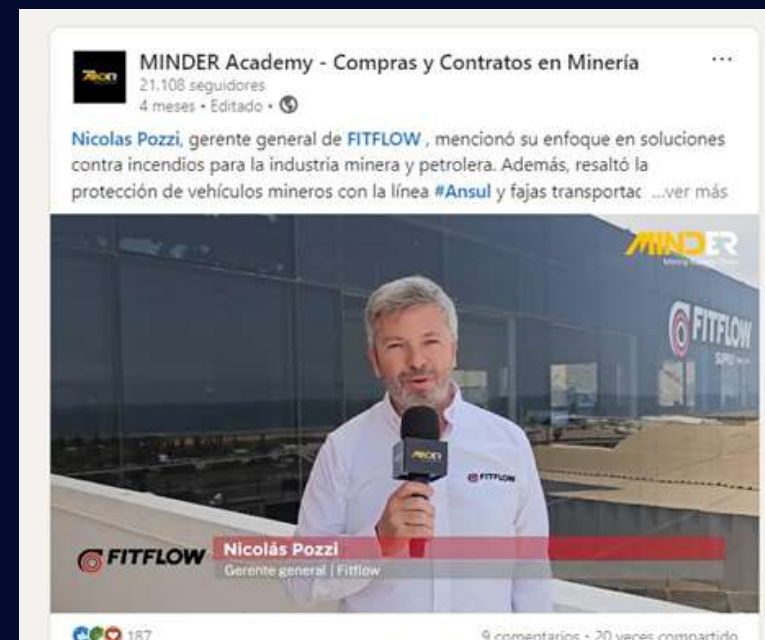 MINDER Academy - Compras y Contratos en Minería
21.108 seguidores
4 meses • Editado •
Nicolas Pozzi, gerente general de FITFLOW , mencionó su enfoque en soluciones
contra incendios para la industria minera y petrolera. Además, resaltó la
protección de vehículos mineros con la línea #Ansul y fajas transportac ...ver más
MINDER
FITFLOW
SUPPLY
FITFLOW
FITFLOW
Nicolás Pozzi
Gerente general | Fitflow
187
9 comentarios • 20 veces compartido